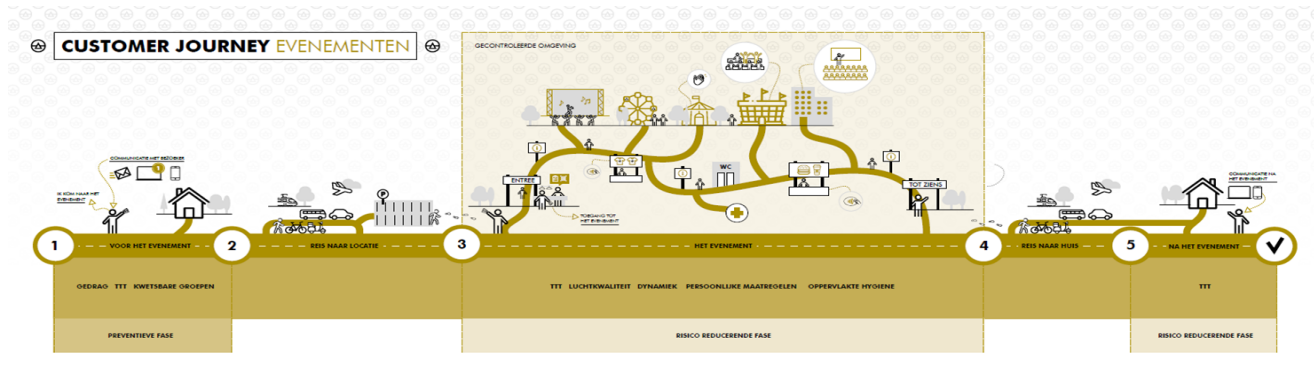 CUSTOMER JOURNEY EVENEMENTEN
GECONTROLEERDE OMGEVING
COMMUNICATIE MET BEZOEKER
1
IK KOM NAAR HET
EVENEMENT
P
ENTREE
TOEGANG TOT
HET EVENEMENT
WC
TOT ZIENS
COMMUNICATIE NA
HET EVENEMENT
1 VOOR HET EVENEMENT 2 REIS NAAR LOCATIE 3 HET EVENEMENT 4 REIS NAAR HUIS 5 NA HET EVENEMENT
GEDRAG TTT KWETSBARE GROEPEN
TTT LUCHTKWALITEIT DYNAMIEK PERSOONLIJKE MAATREGELEN OPPERVLAKTE HYGIENE
TTT
PREVENTIEVE FASE
RISICO REDUCERENDE FASE
RISICO REDUCERENDE FASE